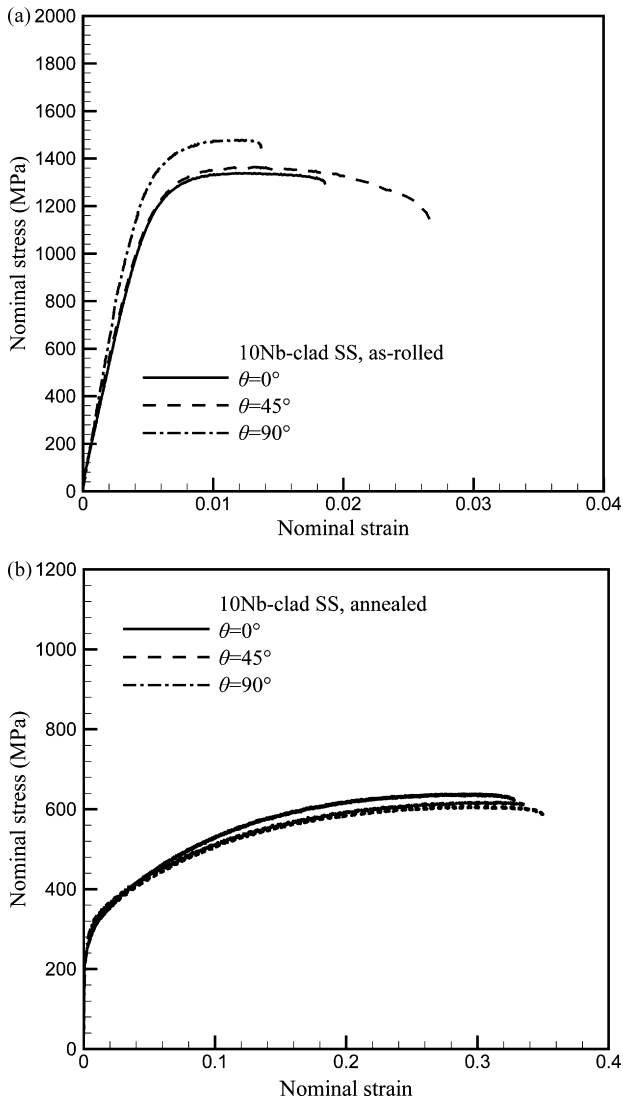 (a)
2000
1800
1600
1400
1200
1000
800
600
400
200
0
Nominal stress (MPa)
10Nb-clad SS, as-rolled
θ=0°
θ=45°
θ=90°
0 0.01 0.02 0.03 0.04
Nominal strain
(b)
1200
1000
800
600
400
200
0
Nominal stress (MPa)
10Nb-clad SS, annealed
θ=0°
θ=45°
θ=90°
0 0.1 0.2 0.3 0.4
Nominal strain